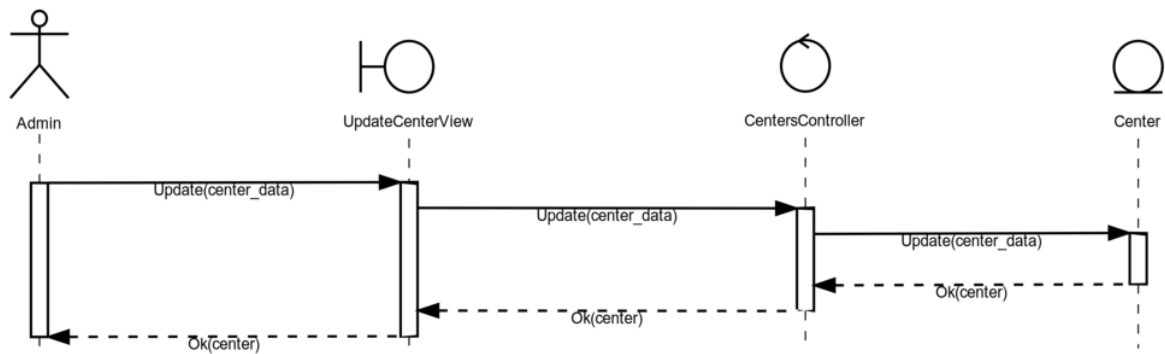 Admin
UpdateCenterView
CentersController
Center
Update(center_data)
Update(center_data)
Update(center_data)
Ok(center)
Ok(center)
Ok(center)